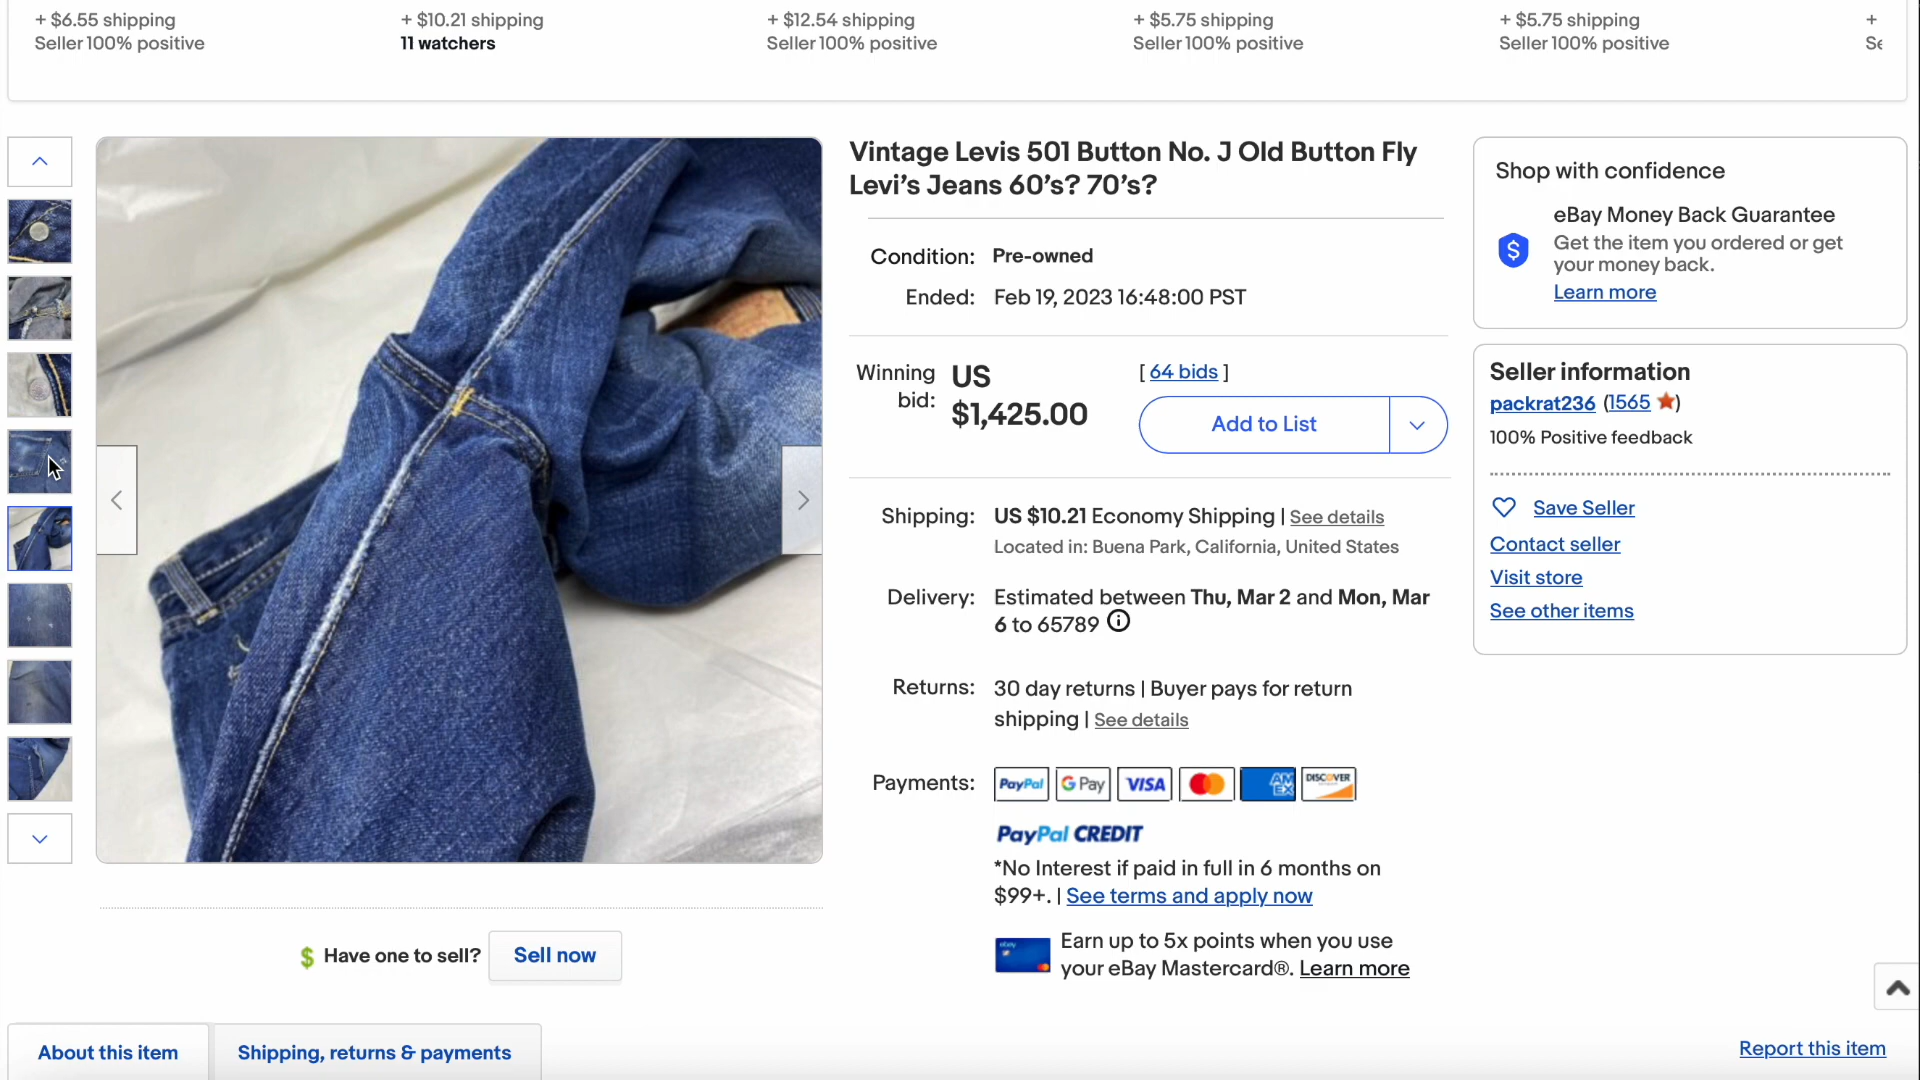 + $6.55 shipping
Seller 100% positive
+ $10.21 shipping
11 watchers
+ $12.54 shipping
Seller 100% positive
+ $5.75 shipping
Seller 100% positive
+ $5.75 shipping
Seller 100% positive
+
Vintage Levis 501 Button No. J Old Button Fly
Levi's Jeans 60's? 70's?
Condition: Pre-owned
Ended: Feb 19, 2023 16:48:00 PST
Winning
bid:
US
$1,425.00
[ 64 bids ]
Add to List
Shipping: US $10.21 Economy Shipping | See details
Located in: Buena Park, California, United States
Delivery: Estimated between Thu, Mar 2 and Mon, Mar
6 to 65789
Returns: 30 day returns | Buyer pays for return
shipping | See details
Payments: PayPal G Pay VISA AM EX DISCOVER
PayPal CREDIT
*No Interest if paid in full in 6 months on
$99+. | See terms and apply now
ebay
Earn up to 5x points when you use
your eBay Mastercard®. Learn more
Shop with confidence
eBay Money Back Guarantee
Get the item you ordered or get
your money back.
Learn more
Seller information
packrat236 (1565)
100% Positive feedback
Save Seller
Contact seller
Visit store
See other items
Have one to sell? Sell now
About this item
Shipping, returns & payments
Report this item